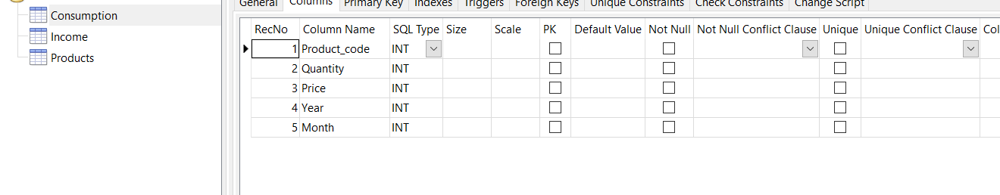 Consumption
Income
Products
General Columns Primary Key Indexes Triggers Foreign Keys Unique Constraints Check Constraints Change Script
RecNo Column Name SQL Type Size Scale PK Default Value Not Null Not Null Conflict Clause Unique Unique Conflict Clause Col
1 Product_code INT
2 Quantity INT
3 Price INT
4 Year INT
5 Month INT